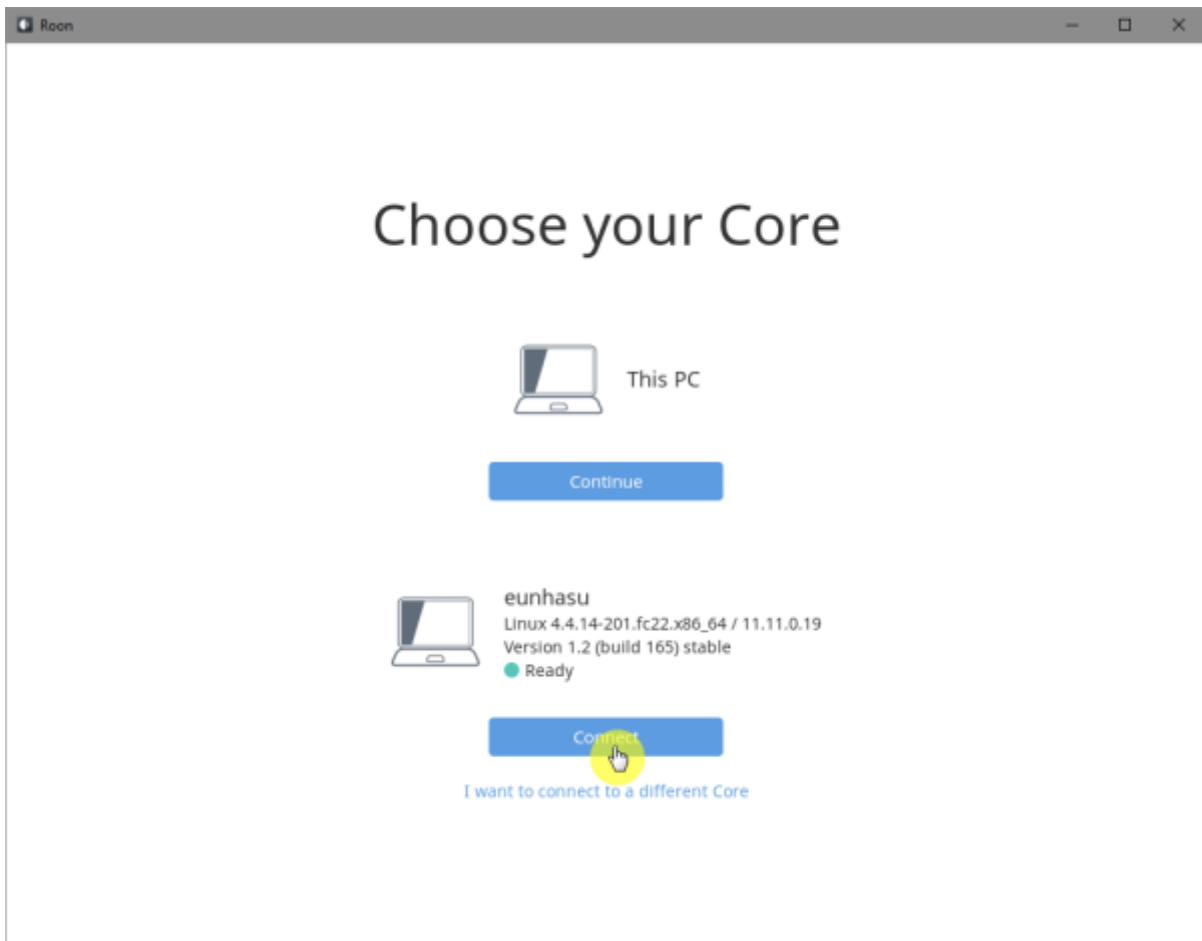 Roon
Choose your Core
This PC
Continue
eunhasu
Linux 4.4.14-201.fc22.x86_64 / 11.11.0.19
Version 1.2 (build 165) stable
Ready
Connect
I want to connect to a different Core